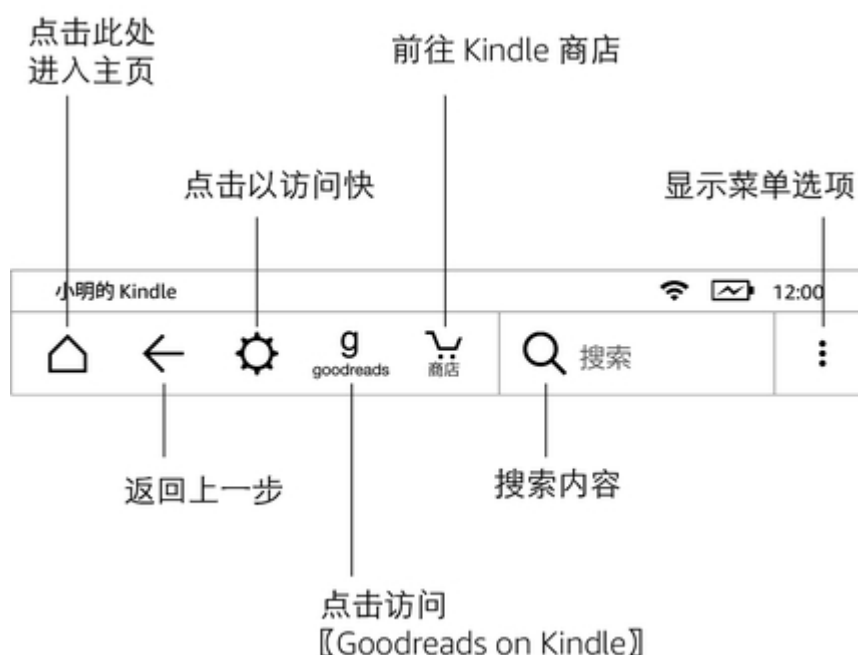 点击此处
进入主页
前往 Kindle 商店
点击以访问快
显示菜单选项
小明的 Kindle
12:00
g
goodreads
商店
搜索
返回上一步
搜索内容
点击访问
〖Goodreads on Kindle〗